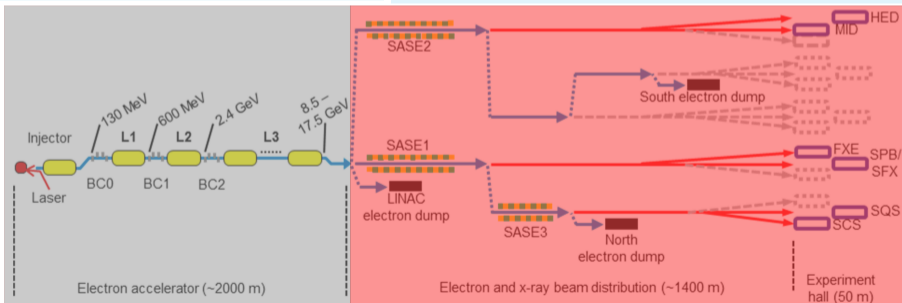 HED
MID
SASE2
South electron dump
130 MeV
600 MeV
2.4 GeV
8.5 –
17.5 GeV
Injector
L1
L2
L3
Laser
BC0
BC1
BC2
SASE1
LINAC
electron dump
FXE
SPB/
SFX
SASE3
North
electron dump
SQS
SCS
Electron accelerator (~2000 m)
Electron and x-ray beam distribution (~1400 m)
Experiment
hall (50 m)